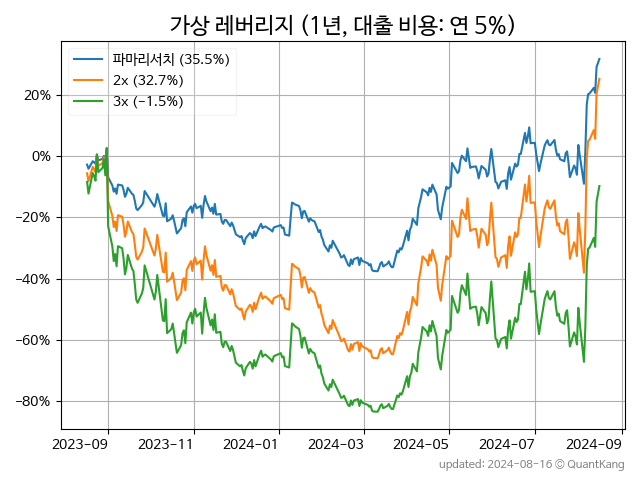 가상 레버리지 (1년, 대출 비용: 연 5%)
파마리서치 (35.5%)
2x (32.7%)
3x (−1.5%)
20%
0%
−20%
−40%
−60%
−80%
2023-09 2023-11 2024-01 2024-03 2024-05 2024-07 2024-09
updated: 2024-08-16 © QuantKang